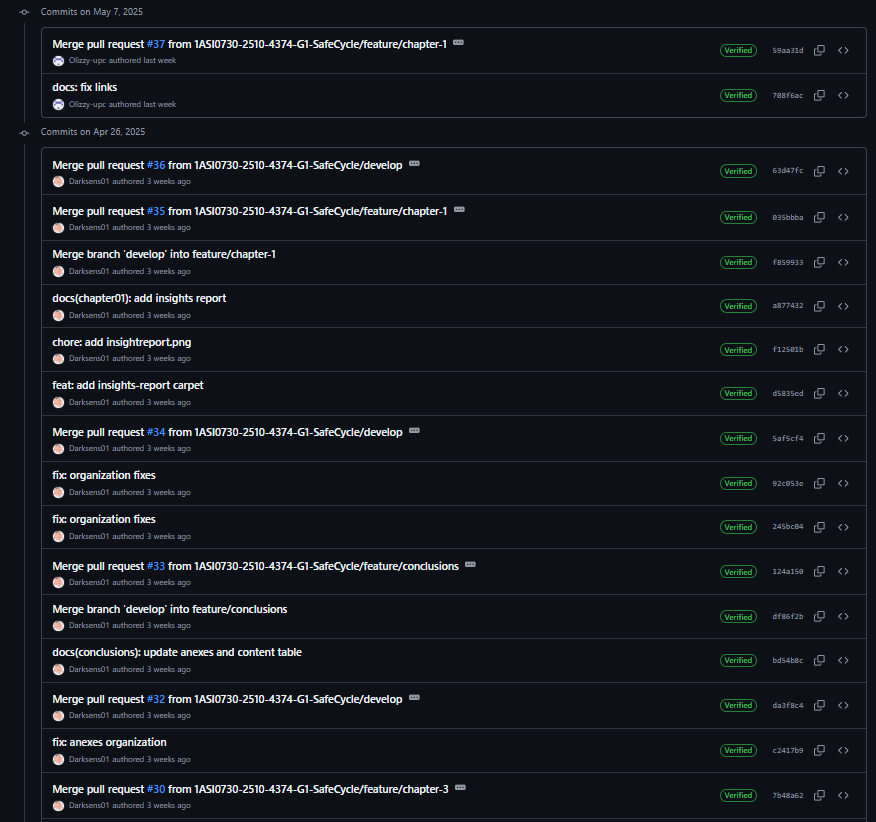 Commits on May 7, 2025
Merge pull request #37 from 1ASI0730-2510-4374-G1-SafeCycle/feature/chapter-1
Verified
59aa31d
Olizzy-upc authored last week
docs: fix links
Verified
708f6ac
Olizzy-upc authored last week
Commits on Apr 26, 2025
Merge pull request #36 from 1ASI0730-2510-4374-G1-SafeCycle/develop
Verified
63d47fc
Darksens01 authored 3 weeks ago
Merge pull request #35 from 1ASI0730-2510-4374-G1-SafeCycle/feature/chapter-1
Verified
035bbba
Darksens01 authored 3 weeks ago
Merge branch 'develop' into feature/chapter-1
Verified
f859933
Darksens01 authored 3 weeks ago
docs(chapter01): add insights report
Verified
a877432
Darksens01 authored 3 weeks ago
chore: add insightreport.png
Verified
f12501b
Darksens01 authored 3 weeks ago
feat: add insights-report carpet
Verified
d5835ed
Darksens01 authored 3 weeks ago
Merge pull request #34 from 1ASI0730-2510-4374-G1-SafeCycle/develop
Verified
5af5cf4
Darksens01 authored 3 weeks ago
fix: organization fixes
Verified
92c053e
Darksens01 authored 3 weeks ago
fix: organization fixes
Verified
245bc04
Darksens01 authored 3 weeks ago
Merge pull request #33 from 1ASI0730-2510-4374-G1-SafeCycle/feature/conclusions
Verified
124a150
Darksens01 authored 3 weeks ago
Merge branch 'develop' into feature/conclusions
Verified
df86f2b
Darksens01 authored 3 weeks ago
docs(conclusions): update anexes and content table
Verified
bd54b8c
Darksens01 authored 3 weeks ago
Merge pull request #32 from 1ASI0730-2510-4374-G1-SafeCycle/develop
Verified
da3f8c4
Darksens01 authored 3 weeks ago
fix: anexes organization
Verified
c2417b9
Darksens01 authored 3 weeks ago
Merge pull request #30 from 1ASI0730-2510-4374-G1-SafeCycle/feature/chapter-3
Verified
7b48a62
Darksens01 authored 3 weeks ago